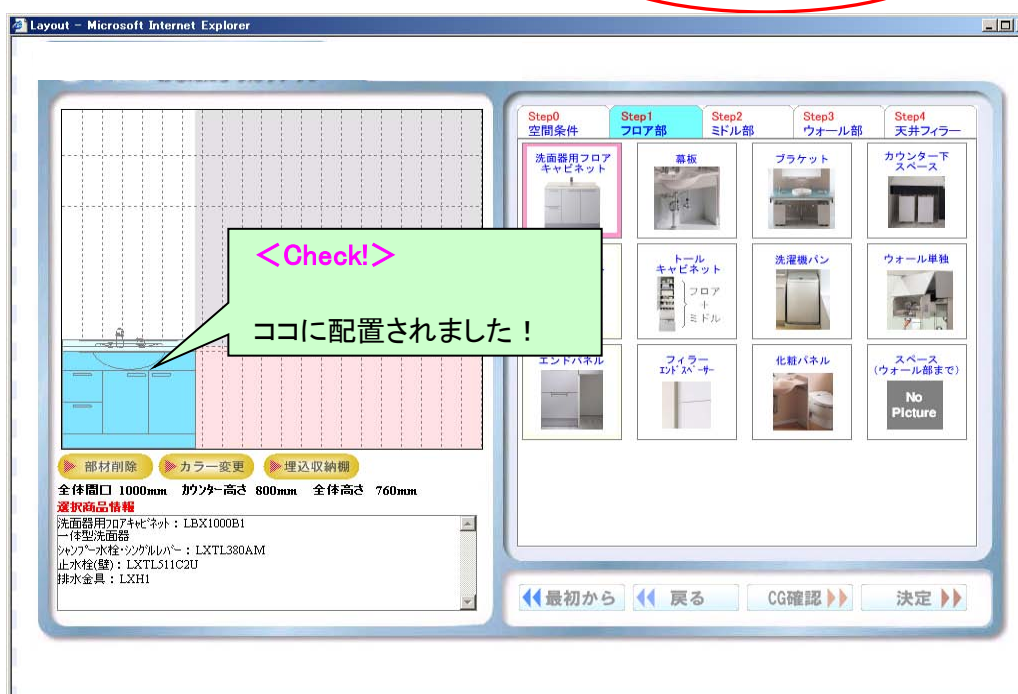 Layout - Microsoft Internet Explorer
Step0
空間条件
Step1
フロア部
Step2
ミドル部
Step3
ウォール部
Step4
天井フィラー
洗面器用フロア
キャビネット
幕板
ブラケット
カウンター下
スペース
<Check!>
ココに配置されました！
トール
キャビネット
フロア
+
ミドル
洗濯機パン
ウォール単独
エンドパネル
フィラー
エンドスペーサー
化粧パネル
スペース
(ウォール部まで)
No
Picture
部材削除
カラー変更
埋込収納棚
全体間口 1000mm カウンター高さ 800mm 全体高さ 760mm
選択商品情報
洗面器用フロアキャビネット：LBX1000B1
一体型洗面器
シャンプー水栓・シングルレバー：LXTL380AM
止水栓(壁)：LXTL511C2U
排水金具：LXH1
最初から
戻る
CG確認
決定